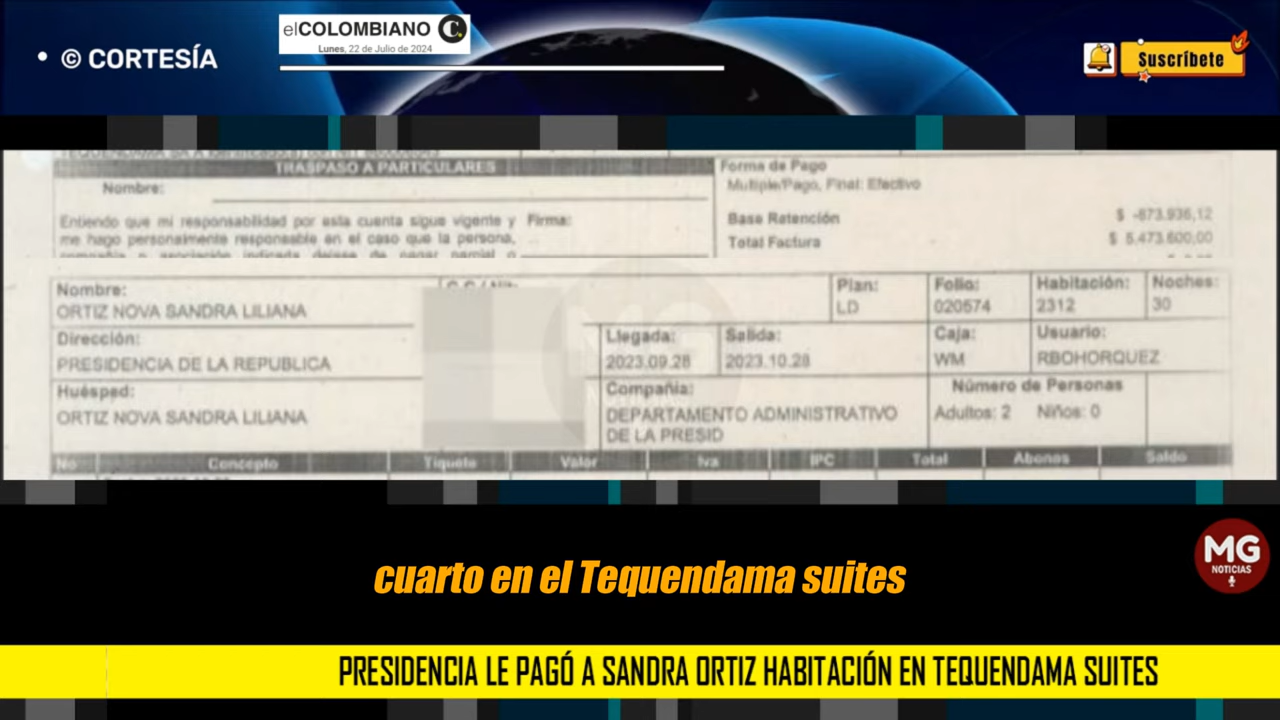 © CORTESÍA
elCOLOMBIANO C
Lunes, 22 de Julio de 2024
Suscríbete
TRASPASO A PARTICULARES
Nombre:
Entiendo que mi responsabilidad por esta cuenta sigue vigente y
Firma:
me hago personalmente responsable en el caso que la persona,
Forma de Pago
Multiple/Pago, Final: Efectivo
Base Retención $ -873.936,12
Total Factura $ 5.473.600,00
Nombre:
ORTIZ NOVA SANDRA LILIANA
Plan:
LD
Folio:
020574
Habitación:
2312
Noches:
30
Dirección:
PRESIDENCIA DE LA REPUBLICA
Llegada:
2023.09.28
Salida:
2023.10.28
Caja:
WM
Usuario:
RBOHORQUEZ
Huésped:
ORTIZ NOVA SANDRA LILIANA
Compañia:
DEPARTAMENTO ADMINISTRATIVO
DE LA PRESID
Número de Personas
Adultos: 2 Niños: 0
No Concepto Tiquete Valor Iva IPC Total Abonos Saldo
cuarto en el Tequendama suites
MG
NOTICIAS
PRESIDENCIA LE PAGÓ A SANDRA ORTIZ HABITACIÓN EN TEQUENDAMA SUITES